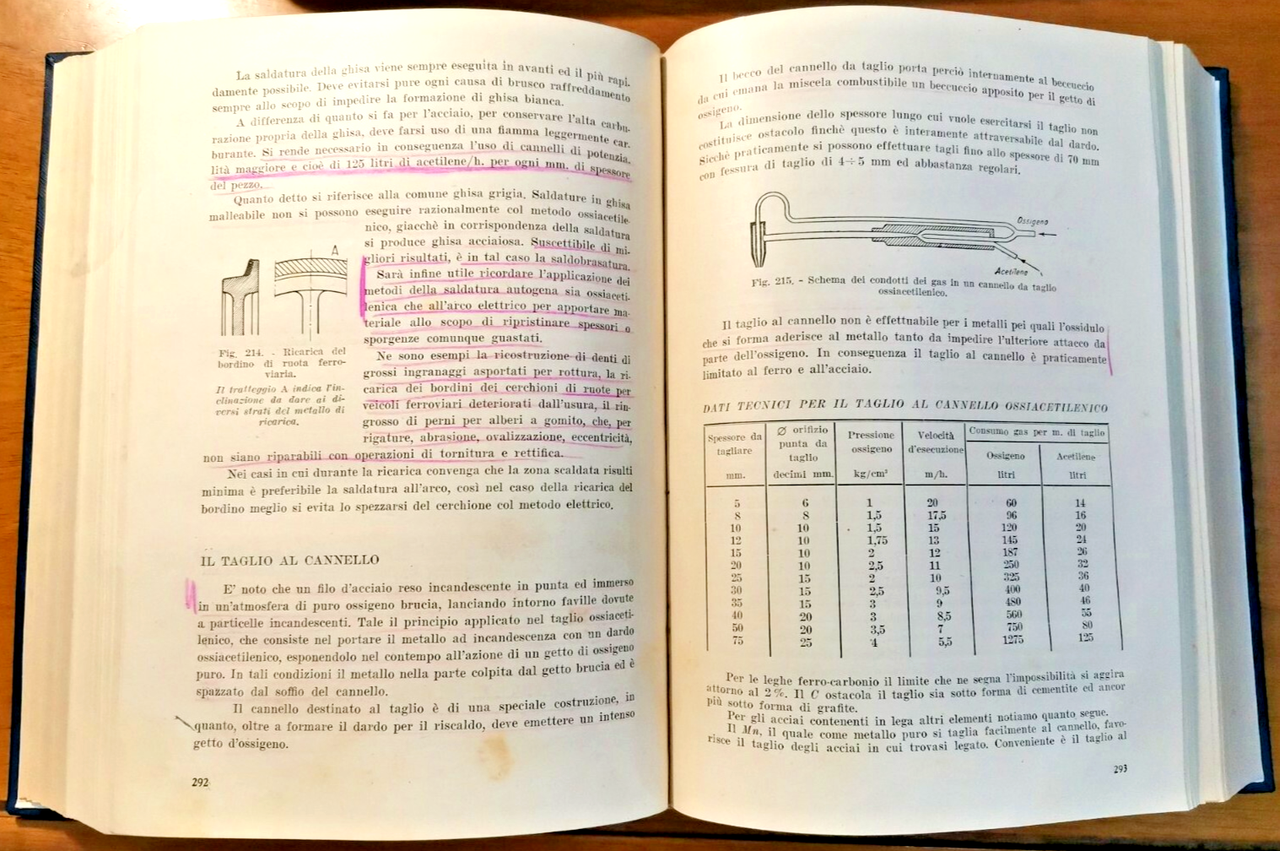 La saldatura della ghisa viene sempre eseguita in avanti ed il più rapi-
damente possibile. Deve evitarsi pure ogni causa di brusco raffreddamento
sempre allo scopo di impedire la formazione di ghisa bianca.
A differenza di quanto si fa per l'acciaio, per conservare l'alta carbu-
razione propria della ghisa, deve farsi uso di una fiamma leggermente car-
burante. Si rende necessario in conseguenza l'uso di cannelli di potenzia-
lità maggiore e cioè di 125 litri di acetilene/h. per ogni mm. di spessore
del pezzo.
Quanto detto si riferisce alla comune ghisa grigia. Saldature in ghisa
malleabile non si possono eseguire razionalmente col metodo ossiacetile-
nico, giacchè in corrispondenza della saldatura
si produce ghisa acciaiosa. Suscettibile di mi-
gliori risultati, è in tal caso la saldobrasatura.
Sarà infine utile ricordare l'applicazione dei
metodi della saldatura autogena sia ossiaceti-
lenica che all'arco elettrico per apportare ma-
teriale allo scopo di ripristinare spessori o
sporgenze comunque guastati.
Ne sono esempi la ricostruzione di denti di
grossi ingranaggi asportati per rottura, la ri-
carica dei bordini dei cerchioni di ruote per
veicoli ferroviari deteriorati dall'usura, il rin-
grosso di perni per alberi a gomito, che, per
rigature, abrasione, ovalizzazione, eccentricità,
non siano riparabili con operazioni di tornitura e rettifica.
A
Fig. 214. - Ricarica del
bordino di ruota ferro-
viaria.
Il tratteggio A indica l'in-
clinazione da dare ai di-
versi strati del metallo di
ricarica.
Nei casi in cui durante la ricarica convenga che la zona scaldata risulti
minima è preferibile la saldatura all'arco, così nel caso della ricarica del
bordino meglio si evita lo spezzarsi del cerchione col metodo elettrico.
IL TAGLIO AL CANNELLO
E' noto che un filo d'acciaio reso incandescente in punta ed immerso
in un'atmosfera di puro ossigeno brucia, lanciando intorno faville dovute
a particelle incandescenti. Tale il principio applicato nel taglio ossiaceti-
lenico, che consiste nel portare il metallo ad incandescenza con un dardo
ossiacetilenico, esponendolo nel contempo all'azione di un getto di ossigeno
puro. In tali condizioni il metallo nella parte colpita dal getto brucia ed è
spazzato dal soffio del cannello.
Il cannello destinato al taglio è di una speciale costruzione, in
quanto, oltre a formare il dardo per il riscaldo, deve emettere un intenso
getto d'ossigeno.
292
Il becco del cannello da taglio porta perciò internamente al beccuccio
da cui emana la miscela combustibile un beccuccio apposito per il getto di
ossigeno.
La dimensione dello spessore lungo cui vuole esercitarsi il taglio non
costituisce ostacolo finchè questo è interamente attraversabile dal dardo.
Sicchè praticamente si possono effettuare tagli fino allo spessore di 70 mm
con fessura di taglio di 4÷5 mm ed abbastanza regolari.
Ossigeno
Acetilene
Fig. 215. - Schema dei condotti dei gas in un cannello da taglio
ossiacetilenico.
Il taglio al cannello non è effettuabile per i metalli pei quali l'ossidulo
che si forma aderisce al metallo tanto da impedire l'ulteriore attacco da
parte dell'ossigeno. In conseguenza il taglio al cannello è praticamente
limitato al ferro e all'acciaio.
DATI TECNICI PER IL TAGLIO AL CANNELLO OSSIACETILENICO
Spessore da tagliare mm. | Ø orifizio punta da taglio decimi mm. | Pressione ossigeno kg/cm² | Velocità d'esecuzione m/h. | Consumo gas per m. di taglio
Ossigeno litri | Acetilene litri
5 6 1 20 60 14
8 8 1,5 17,5 96 16
10 10 1,5 15 120 20
12 10 1,75 13 145 24
15 10 2 12 187 26
20 10 2,5 11 250 32
25 15 2 10 325 36
30 15 2,5 9,5 400 40
35 15 3 9 480 46
40 20 3 8,5 560 55
50 20 3,5 7 750 80
75 25 4 5,5 1275 125
Per le leghe ferro-carbonio il limite che ne segna l'impossibilità si aggira
attorno al 2 %. Il C ostacola il taglio sia sotto forma di cementite ed ancor
più sotto forma di grafite.
Per gli acciai contenenti in lega altri elementi notiamo quanto segue.
Il Mn, il quale come metallo puro si taglia facilmente al cannello, favo-
risce il taglio degli acciai in cui trovasi legato. Conveniente è il taglio al
293